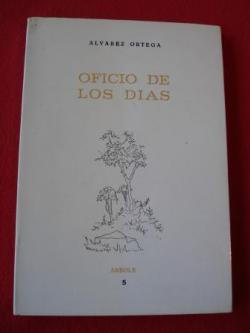 ALVAREZ ORTEGA
OFICIO DE
LOS DIAS
ARBOLE
5